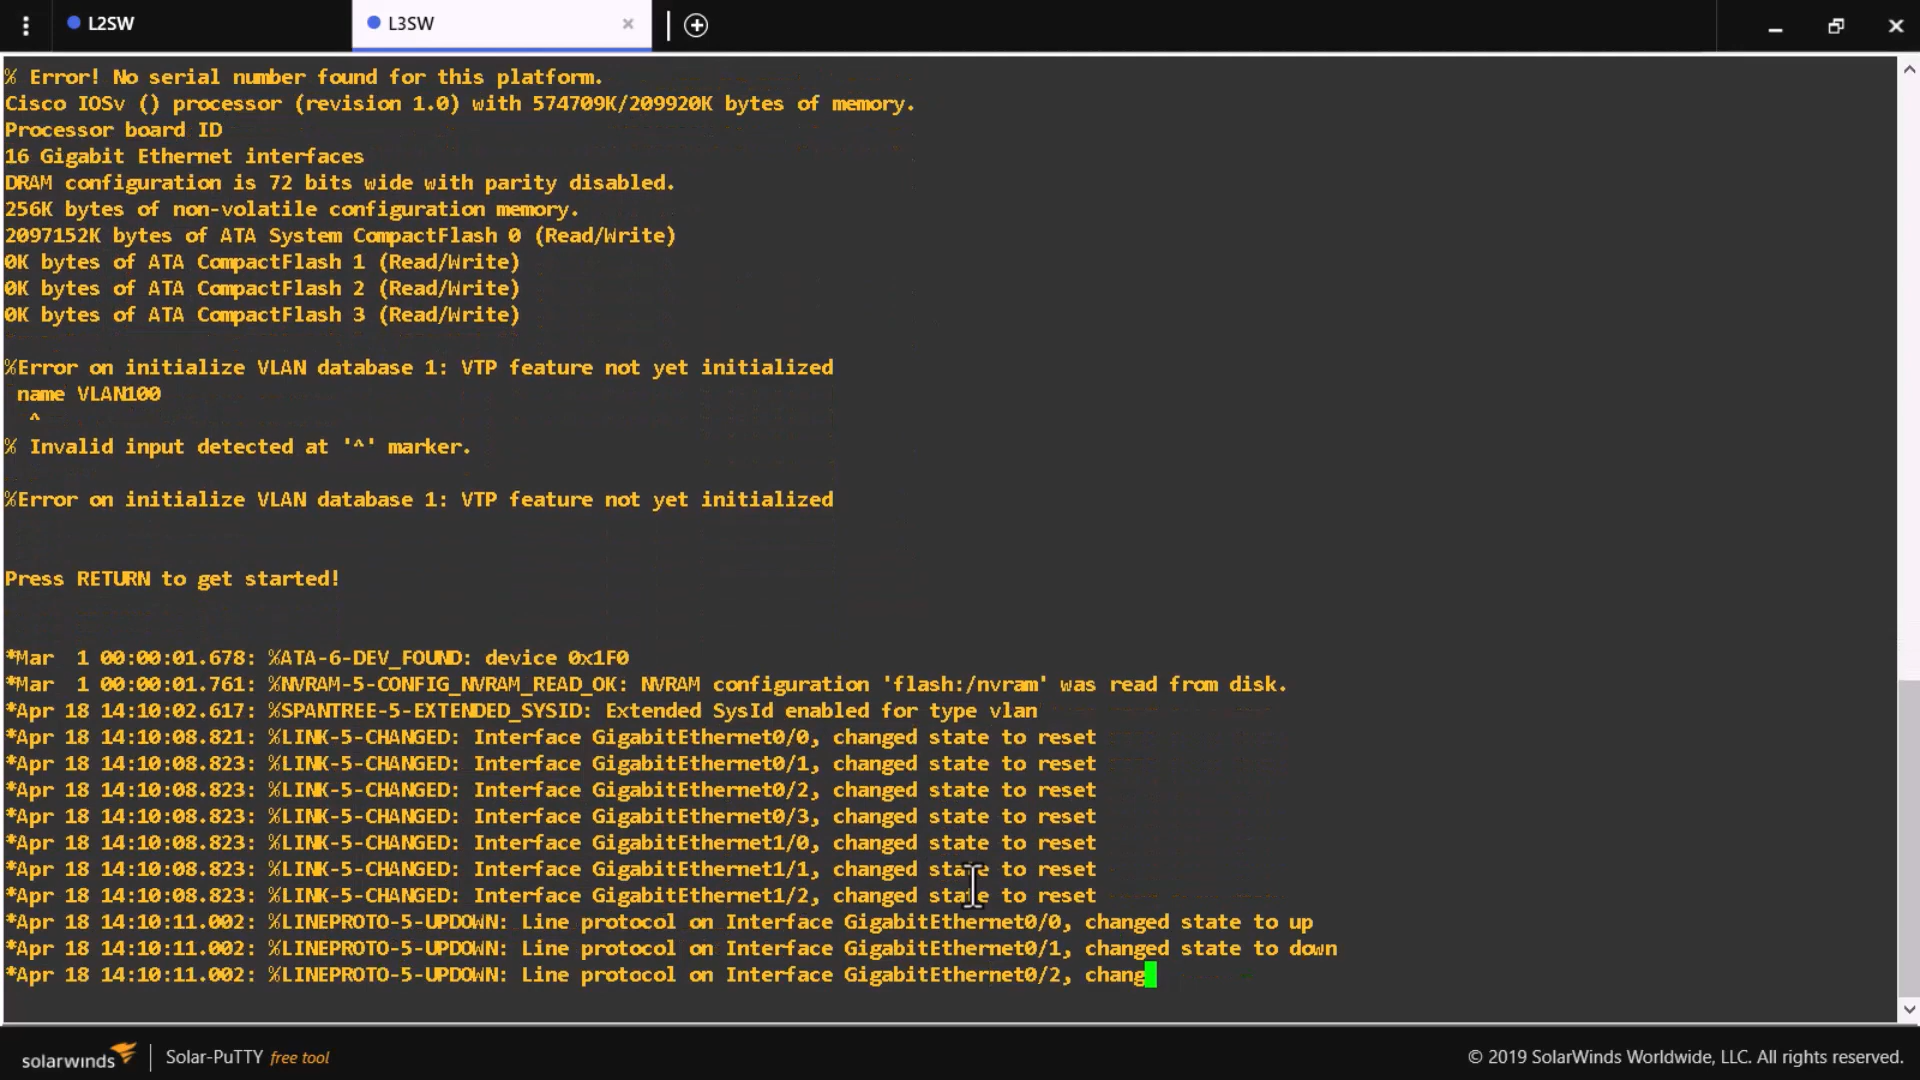 L2SW
L3SW
% Error! No serial number found for this platform.
Cisco IOSv () processor (revision 1.0) with 574709K/209920K bytes of memory.
Processor board ID
16 Gigabit Ethernet interfaces
DRAM configuration is 72 bits wide with parity disabled.
256K bytes of non-volatile configuration memory.
2097152K bytes of ATA System CompactFlash 0 (Read/Write)
0K bytes of ATA CompactFlash 1 (Read/Write)
0K bytes of ATA CompactFlash 2 (Read/Write)
0K bytes of ATA CompactFlash 3 (Read/Write)
%Error on initialize VLAN database 1: VTP feature not yet initialized
name VLAN100
^
% Invalid input detected at '^' marker.
%Error on initialize VLAN database 1: VTP feature not yet initialized
Press RETURN to get started!
*Mar  1 00:00:01.678: %ATA-6-DEV_FOUND: device 0x1F0
*Mar  1 00:00:01.761: %NVRAM-5-CONFIG_NVRAM_READ_OK: NVRAM configuration 'flash:/nvram' was read from disk.
*Apr 18 14:10:02.617: %SPANTREE-5-EXTENDED_SYSID: Extended SysId enabled for type vlan
*Apr 18 14:10:08.821: %LINK-5-CHANGED: Interface GigabitEthernet0/0, changed state to reset
*Apr 18 14:10:08.823: %LINK-5-CHANGED: Interface GigabitEthernet0/1, changed state to reset
*Apr 18 14:10:08.823: %LINK-5-CHANGED: Interface GigabitEthernet0/2, changed state to reset
*Apr 18 14:10:08.823: %LINK-5-CHANGED: Interface GigabitEthernet0/3, changed state to reset
*Apr 18 14:10:08.823: %LINK-5-CHANGED: Interface GigabitEthernet1/0, changed state to reset
*Apr 18 14:10:08.823: %LINK-5-CHANGED: Interface GigabitEthernet1/1, changed state to reset
*Apr 18 14:10:08.823: %LINK-5-CHANGED: Interface GigabitEthernet1/2, changed state to reset
*Apr 18 14:10:11.002: %LINEPROTO-5-UPDOWN: Line protocol on Interface GigabitEthernet0/0, changed state to up
*Apr 18 14:10:11.002: %LINEPROTO-5-UPDOWN: Line protocol on Interface GigabitEthernet0/1, changed state to down
*Apr 18 14:10:11.002: %LINEPROTO-5-UPDOWN: Line protocol on Interface GigabitEthernet0/2, chang
solarwinds
Solar-PuTTY free tool
© 2019 SolarWinds Worldwide, LLC. All rights reserved.